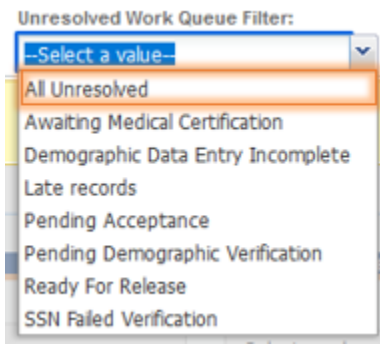 Unresolved Work Queue Filter:
--Select a value--
All Unresolved
Awaiting Medical Certification
Demographic Data Entry Incomplete
Late records
Pending Acceptance
Pending Demographic Verification
Ready For Release
SSN Failed Verification